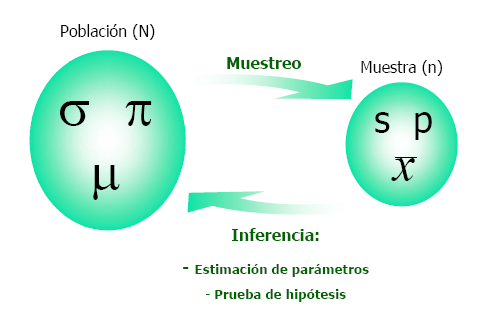 Población (N)
Muestreo
Muestra (n)
σ π
μ
s p
x̅
Inferencia:
- Estimación de parámetros
- Prueba de hipótesis